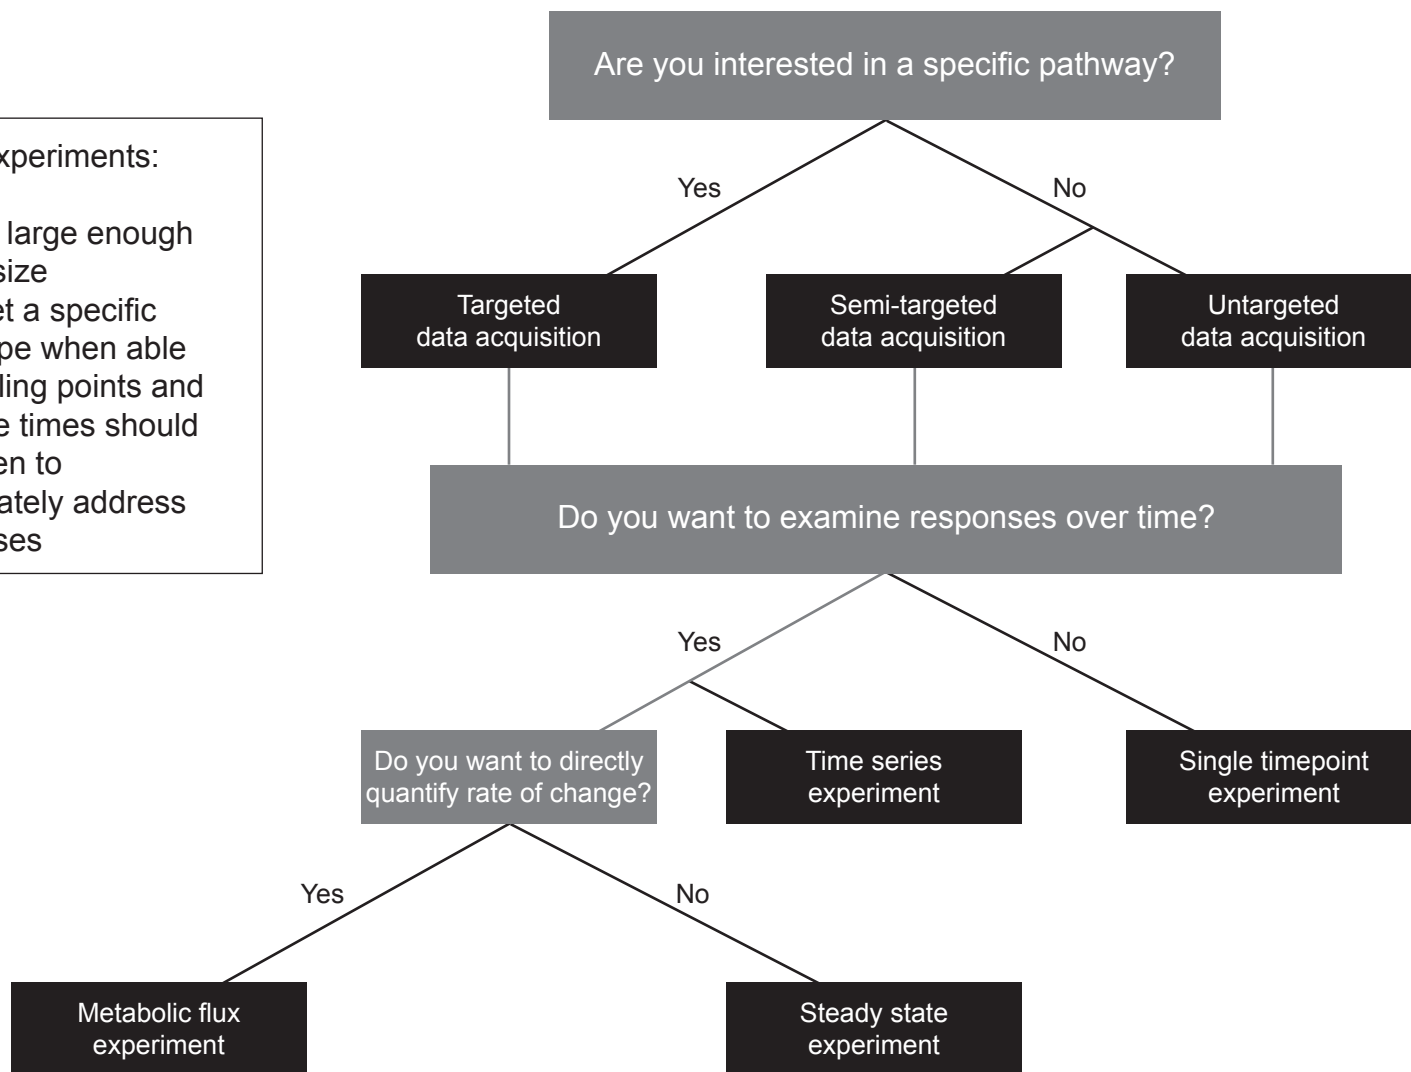 Are you interested in a specific pathway?
xperiments:
large enough
size
et a specific
pe when able
ling points and
e times should
en to
ately address
ses
Yes
No
Targeted
data acquisition
Semi-targeted
data acquisition
Untargeted
data acquisition
Do you want to examine responses over time?
Yes
No
Do you want to directly
quantify rate of change?
Time series
experiment
Single timepoint
experiment
Yes
No
Metabolic flux
experiment
Steady state
experiment